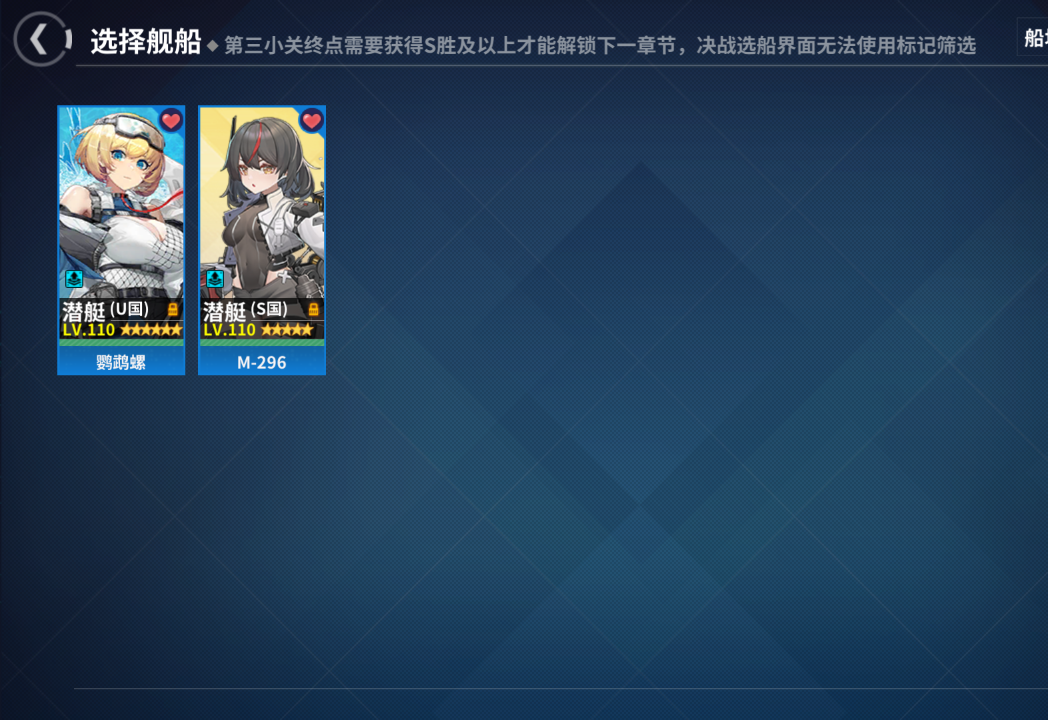 选择舰船 ◆ 第三小关终点需要获得S胜及以上才能解锁下一章节，决战选船界面无法使用标记筛选
潜艇 (U国)
LV.110 ★★★★★★
鹦鹉螺
潜艇 (S国)
LV.110 ★★★★★
M-296